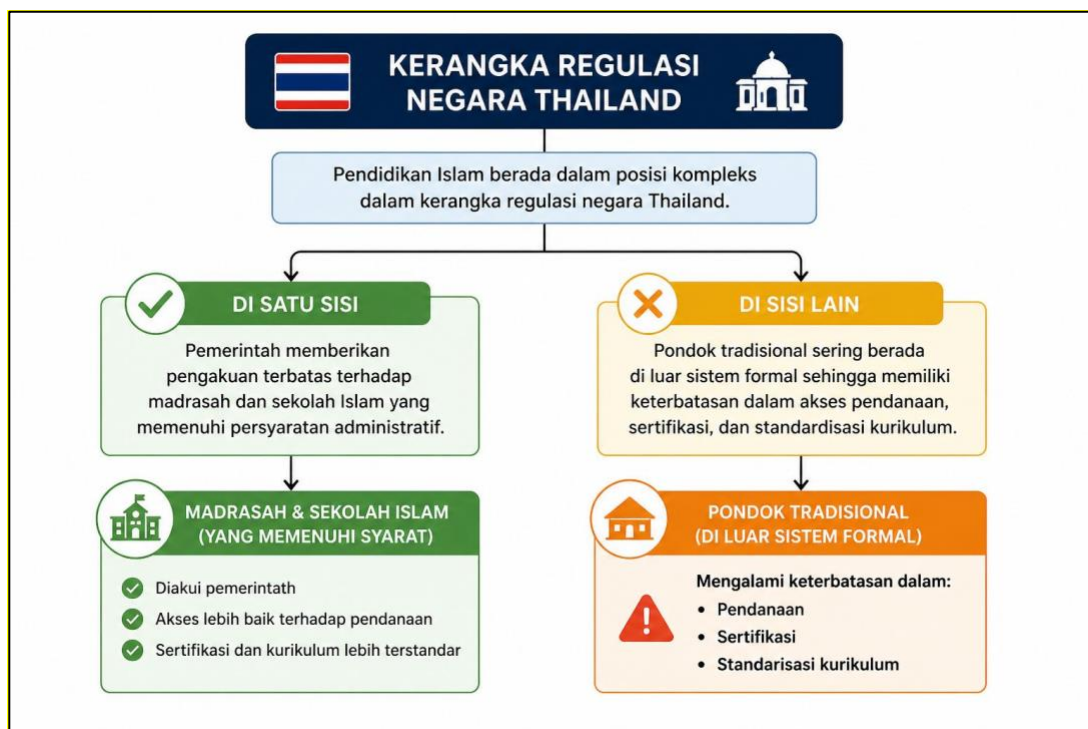 KERANGKA REGULASI
NEGARA THAILAND
Pendidikan Islam berada dalam posisi kompleks
dalam kerangka regulasi negara Thailand.
DI SATU SISI
Pemerintah memberikan
pengakuan terbatas terhadap
madrasah dan sekolah Islam yang
memenuhi persyaratan administratif.
MADRASAH & SEKOLAH ISLAM
(YANG MEMENUHI SYARAT)
Diakui pemerintath
Akses lebih baik terhadap pendanaan
Sertifikasi dan kurikulum lebih terstandar
DI SISI LAIN
Pondok tradisional sering berada
di luar sistem formal sehingga memiliki
keterbatasan dalam akses pendanaan,
sertifikasi, dan standardisasi kurikulum.
PONDOK TRADISIONAL
(DI LUAR SISTEM FORMAL)
Mengalami keterbatasan dalam:
• Pendanaan
• Sertifikasi
• Standarisasi kurikulum